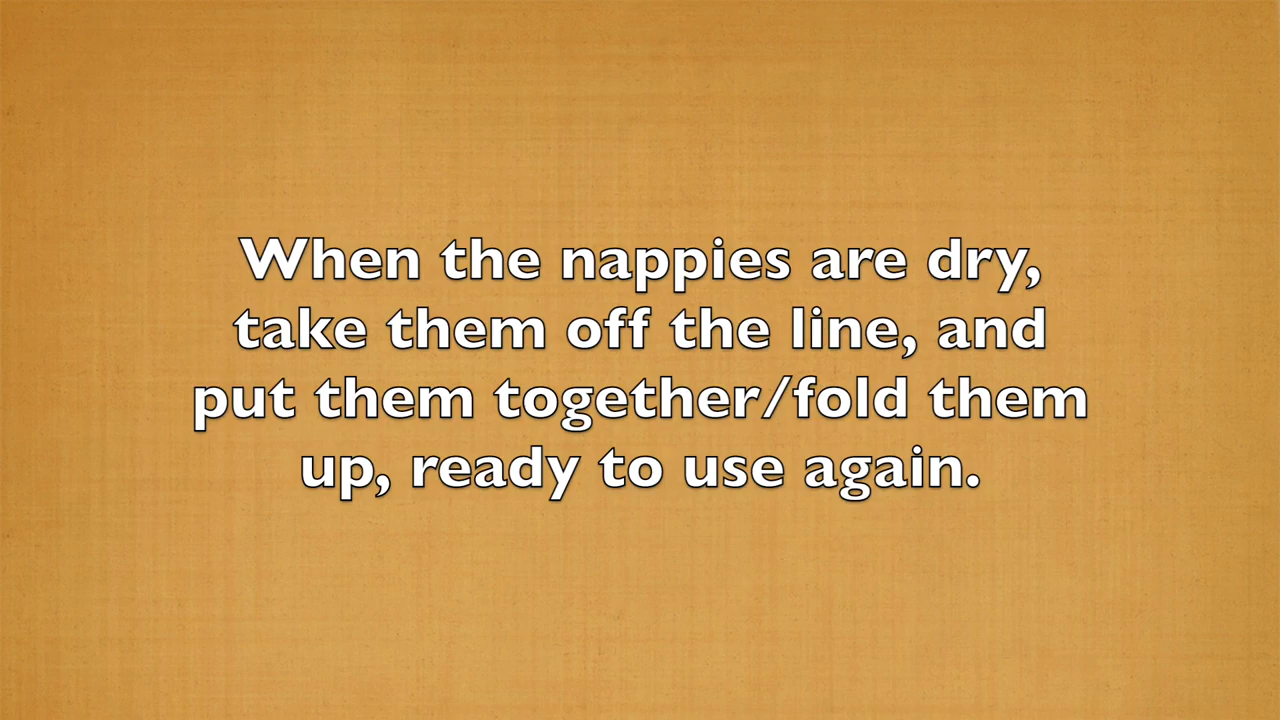 When the nappies are dry,
take them off the line, and
put them together/fold them
up, ready to use again.